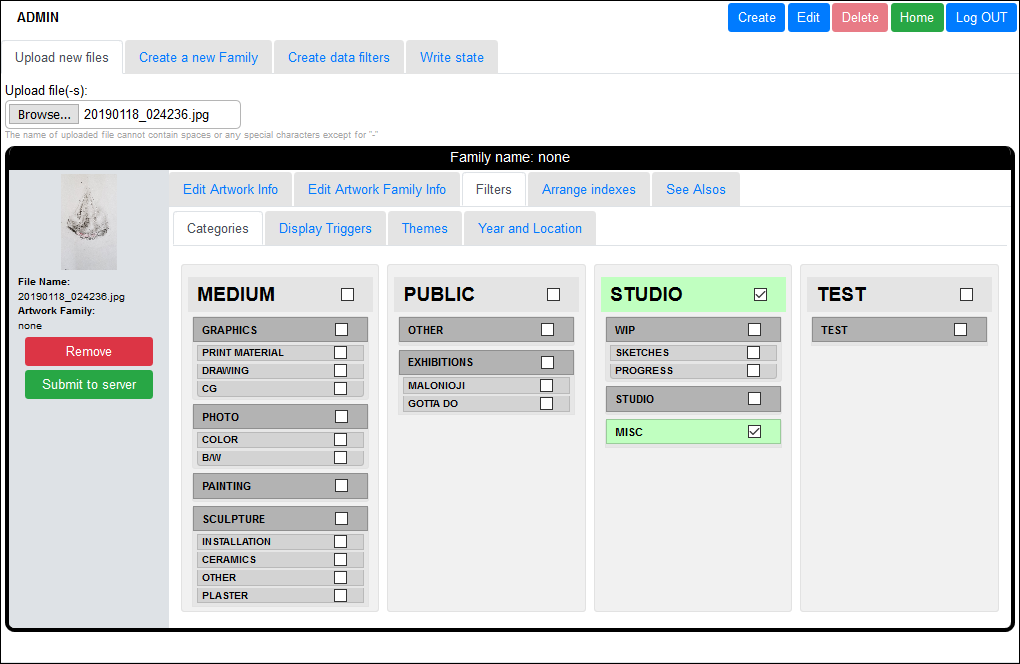 ADMIN Create Edit Delete Home Log OUT
Upload new files Create a new Family Create data filters Write state
Upload file(-s):
Browse... 20190118_024236.jpg
The name of uploaded file cannot contain spaces or any special characters except for "-"
Family name: none
File Name:
20190118_024236.jpg
Artwork Family:
none
Remove
Submit to server
Edit Artwork Info Edit Artwork Family Info Filters Arrange indexes See Alsos
Categories Display Triggers Themes Year and Location
MEDIUM
GRAPHICS
PRINT MATERIAL
DRAWING
CG
PHOTO
COLOR
B/W
PAINTING
SCULPTURE
INSTALLATION
CERAMICS
OTHER
PLASTER
PUBLIC
OTHER
EXHIBITIONS
MALONIOJI
GOTTA DO
STUDIO
WIP
SKETCHES
PROGRESS
STUDIO
MISC
TEST
TEST